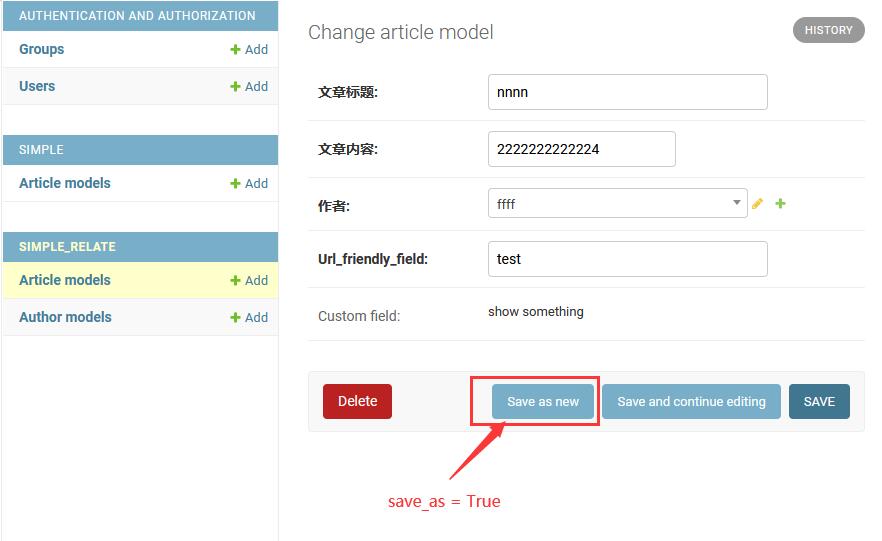 AUTHENTICATION AND AUTHORIZATION
Groups Add
Users Add
SIMPLE
Article models Add
SIMPLE_RELATE
Article models Add
Author models Add
Change article model
HISTORY
文章标题: nnnn
文章内容: 2222222222224
作者: ffff
Url_friendly_field: test
Custom field: show something
Delete Save as new Save and continue editing SAVE
save_as = True